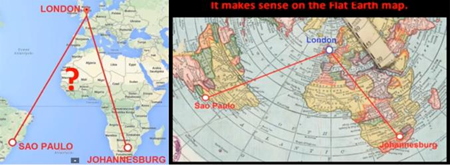 LONDON
?
SAO PAULO
JOHANNESBURG
It makes sense on the Flat Earth map.
London
Sao Paulo
Johannesburg